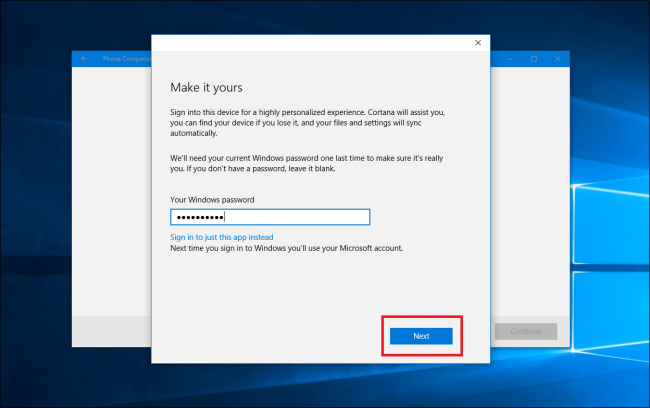 Phone Companion
Make it yours
Sign into this device for a highly personalized experience. Cortana will assist you,
you can find your device if you lose it, and your files and settings will sync
automatically.
We'll need your current Windows password one last time to make sure it's really
you. If you don't have a password, leave it blank.
Your Windows password
●●●●●●●●●●
Sign in to just this app instead
Next time you sign in to Windows you'll use your Microsoft account.
Next
Continue